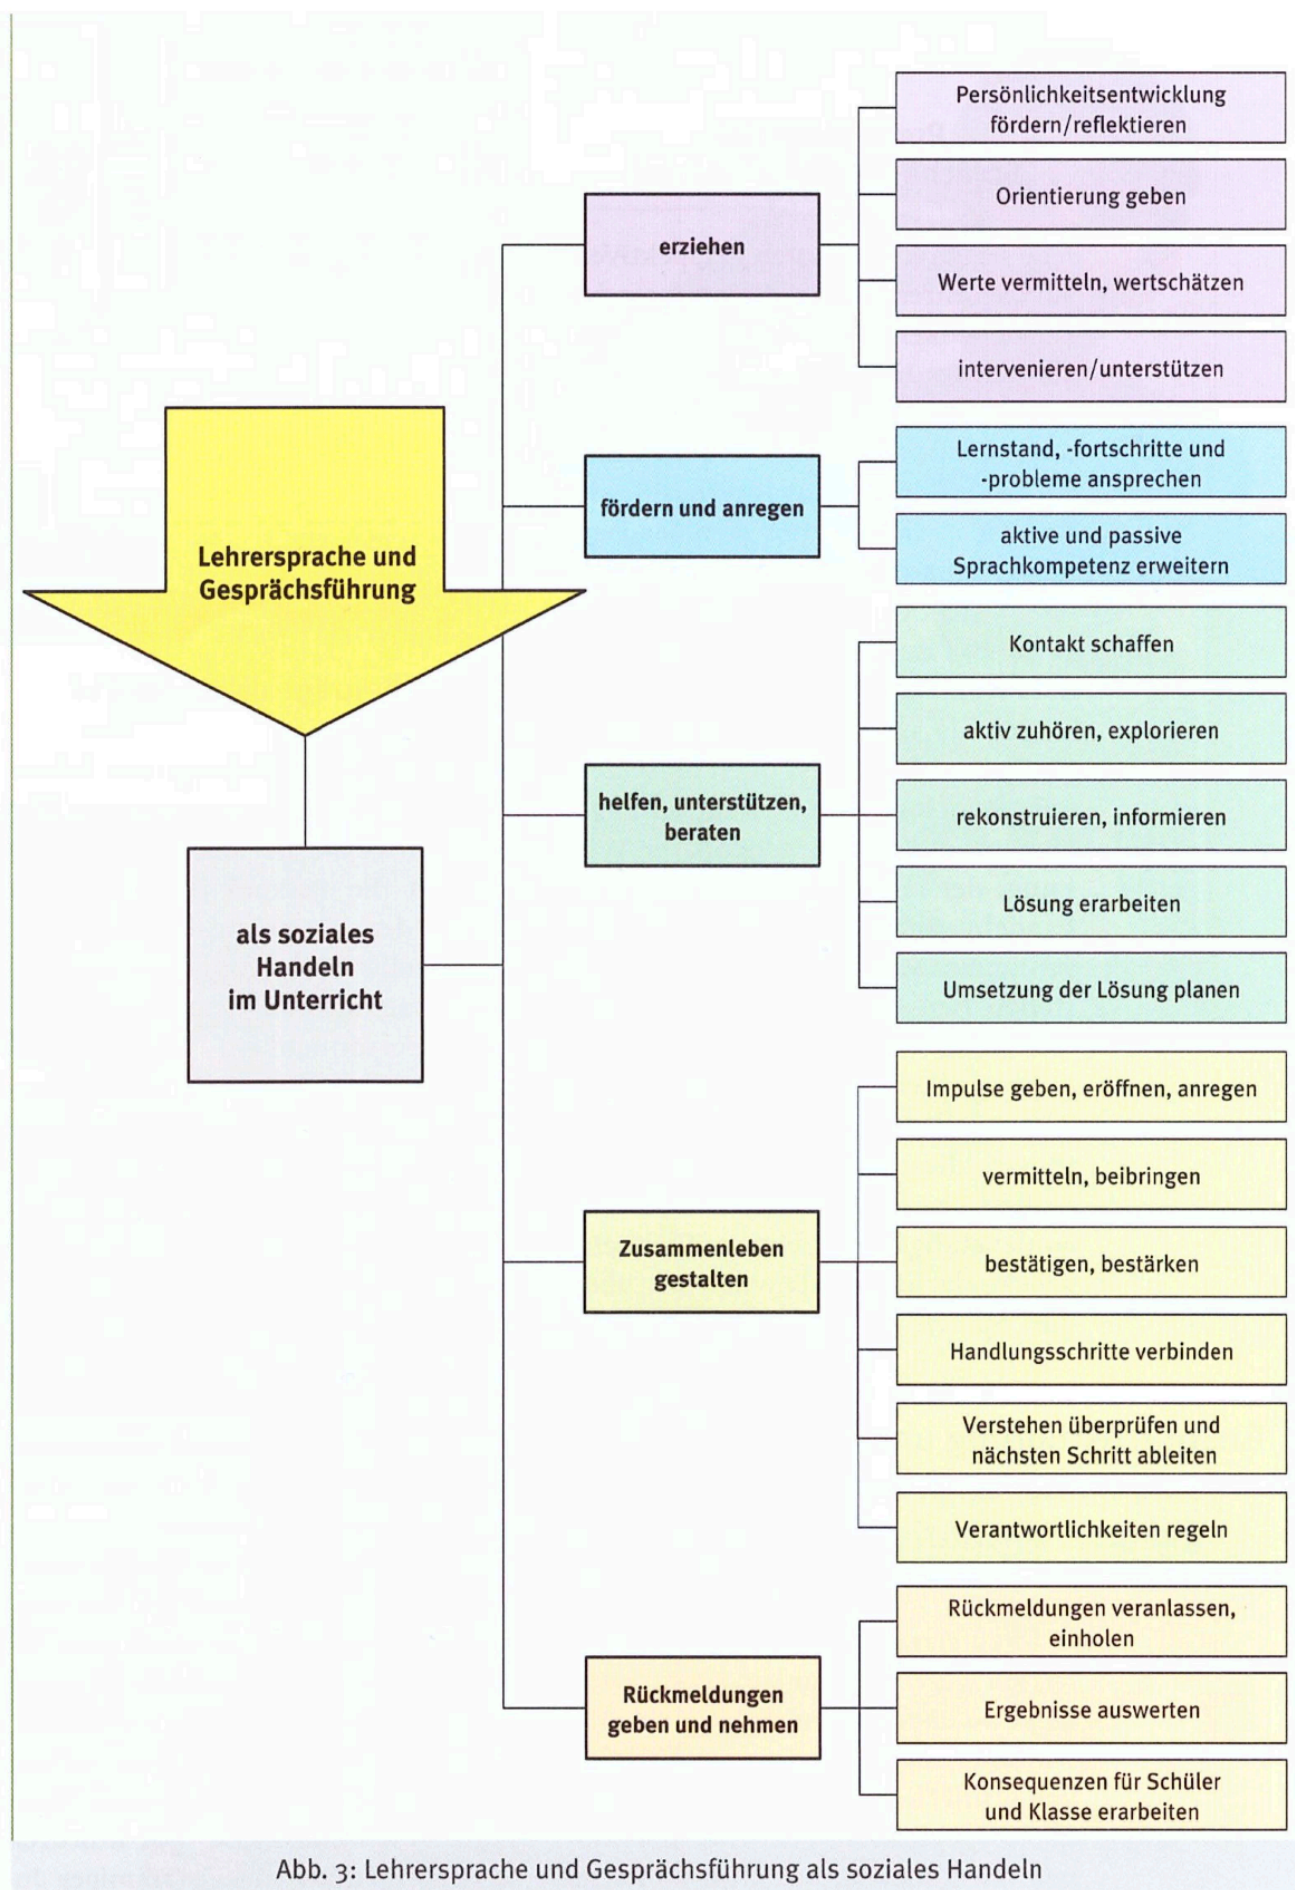 Lehrersprache und
Gesprächsführung
als soziales
Handeln
im Unterricht
erziehen
Persönlichkeitsentwicklung
fördern/reflektieren
Orientierung geben
Werte vermitteln, wertschätzen
intervenieren/unterstützen
fördern und anregen
Lernstand, -fortschritte und
-probleme ansprechen
aktive und passive
Sprachkompetenz erweitern
helfen, unterstützen,
beraten
Kontakt schaffen
aktiv zuhören, explorieren
rekonstruieren, informieren
Lösung erarbeiten
Umsetzung der Lösung planen
Zusammenleben
gestalten
Impulse geben, eröffnen, anregen
vermitteln, beibringen
bestätigen, bestärken
Handlungsschritte verbinden
Verstehen überprüfen und
nächsten Schritt ableiten
Verantwortlichkeiten regeln
Rückmeldungen
geben und nehmen
Rückmeldungen veranlassen,
einholen
Ergebnisse auswerten
Konsequenzen für Schüler
und Klasse erarbeiten
Abb. 3: Lehrersprache und Gesprächsführung als soziales Handeln